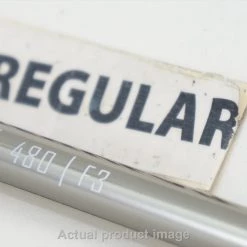 REGULAR
480 / F3
Actual product image